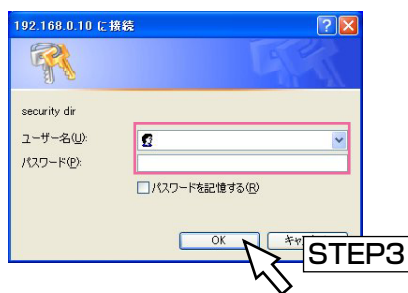 192.168.0.10 に接続
security dir
ユーザー名(U):
パスワード(P):
パスワードを記憶する(R)
OK
STEP3